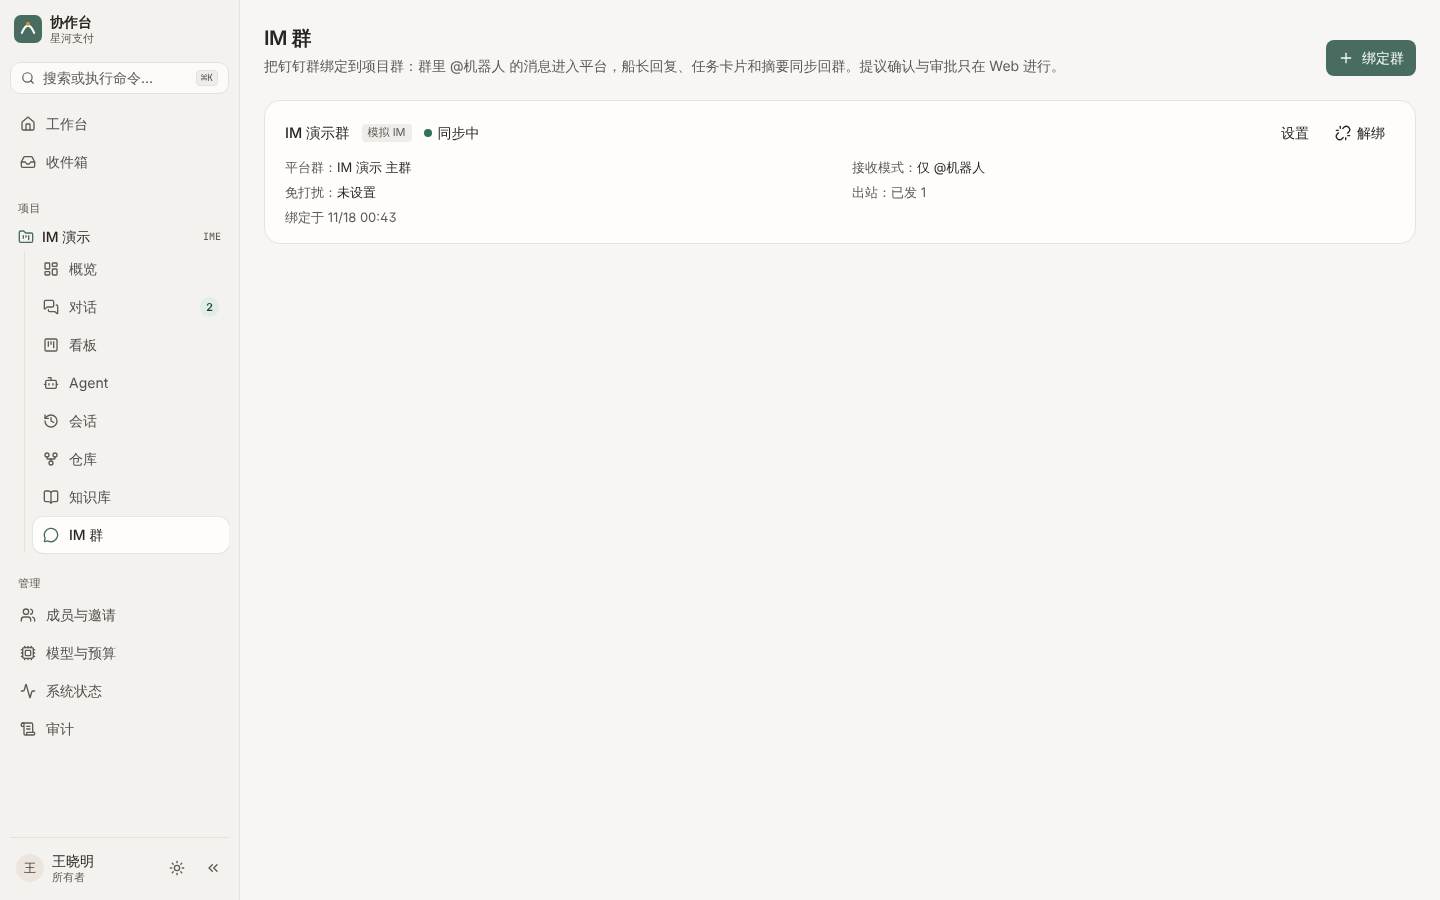 协作台
星河支付
搜索或执行命令... ⌘K
工作台
收件箱
项目
IM 演示 IME
概览
对话 2
看板
Agent
会话
仓库
知识库
IM 群
管理
成员与邀请
模型与预算
系统状态
审计
王 王晓明
所有者
IM 群
把钉钉群绑定到项目群：群里 @机器人 的消息进入平台，船长回复、任务卡片和摘要同步回群。提议确认与审批只在 Web 进行。
绑定群
IM 演示群 模拟 IM 同步中 设置 解绑
平台群：IM 演示 主群 接收模式：仅 @机器人
免打扰：未设置 出站：已发 1
绑定于 11/18 00:43